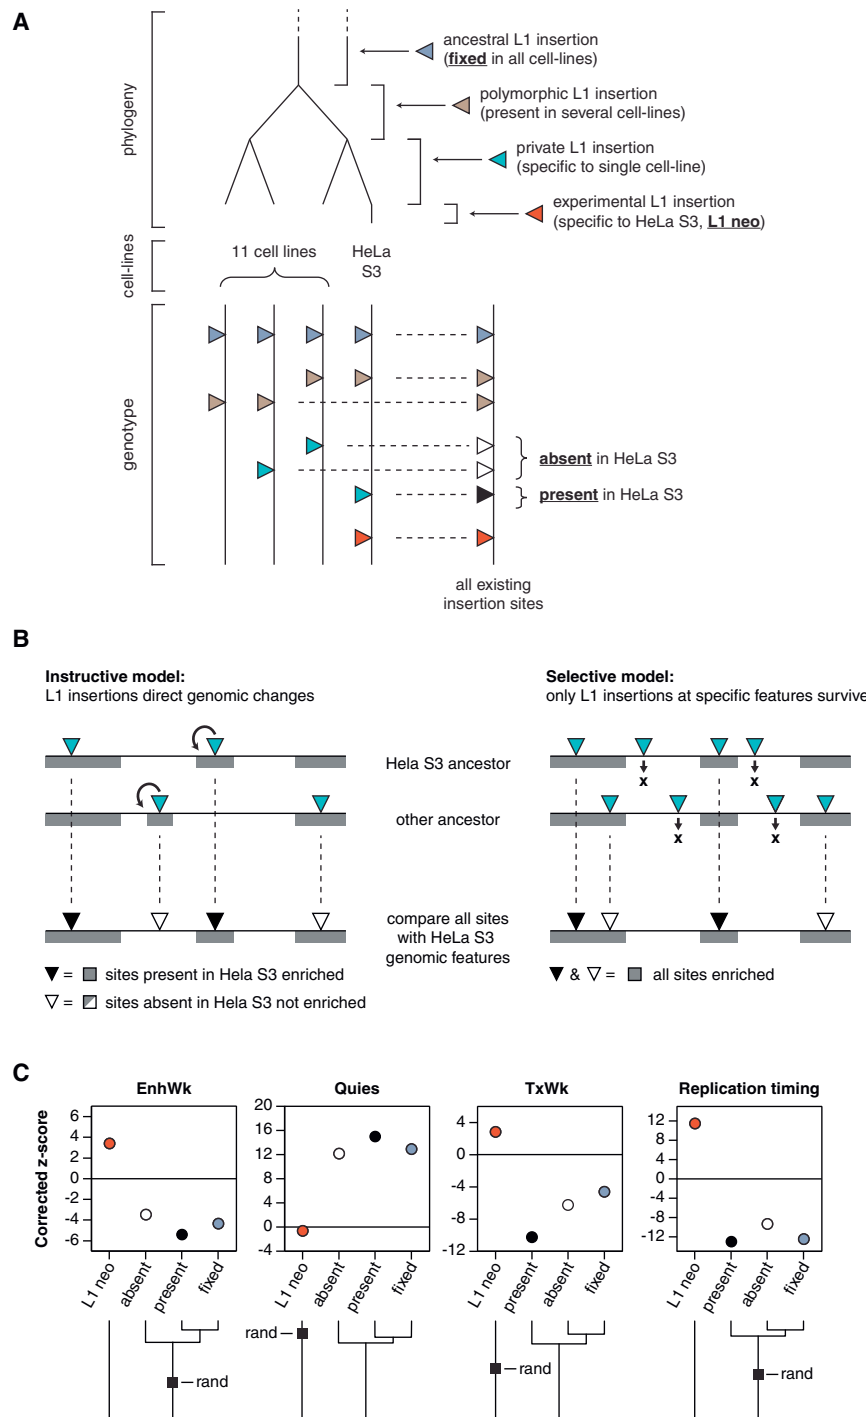 A
phylogeny
ancestral L1 insertion
(fixed in all cell-lines)
polymorphic L1 insertion
(present in several cell-lines)
private L1 insertion
(specific to single cell-line)
experimental L1 insertion
(specific to HeLa S3, L1 neo)
cell-lines
11 cell lines
HeLa
S3
genotype
absent in HeLa S3
present in HeLa S3
all existing
insertion sites
B
Instructive model:
L1 insertions direct genomic changes
Selective model:
only L1 insertions at specific features survive
Hela S3 ancestor
x x
other ancestor
x x
compare all sites
with HeLa S3
genomic features
= sites present in Hela S3 enriched
= sites absent in HeLa S3 not enriched
& = all sites enriched
C
EnhWk
Corrected z-score
6
4
2
0
-2
-4
-6
L1 neo
absent
present
fixed
rand
Quies
20
16
12
8
4
0
-4
L1 neo
absent
present
fixed
rand
TxWk
4
0
-4
-8
-12
L1 neo
present
absent
fixed
rand
Replication timing
12
8
4
0
-4
-8
-12
L1 neo
present
absent
fixed
rand